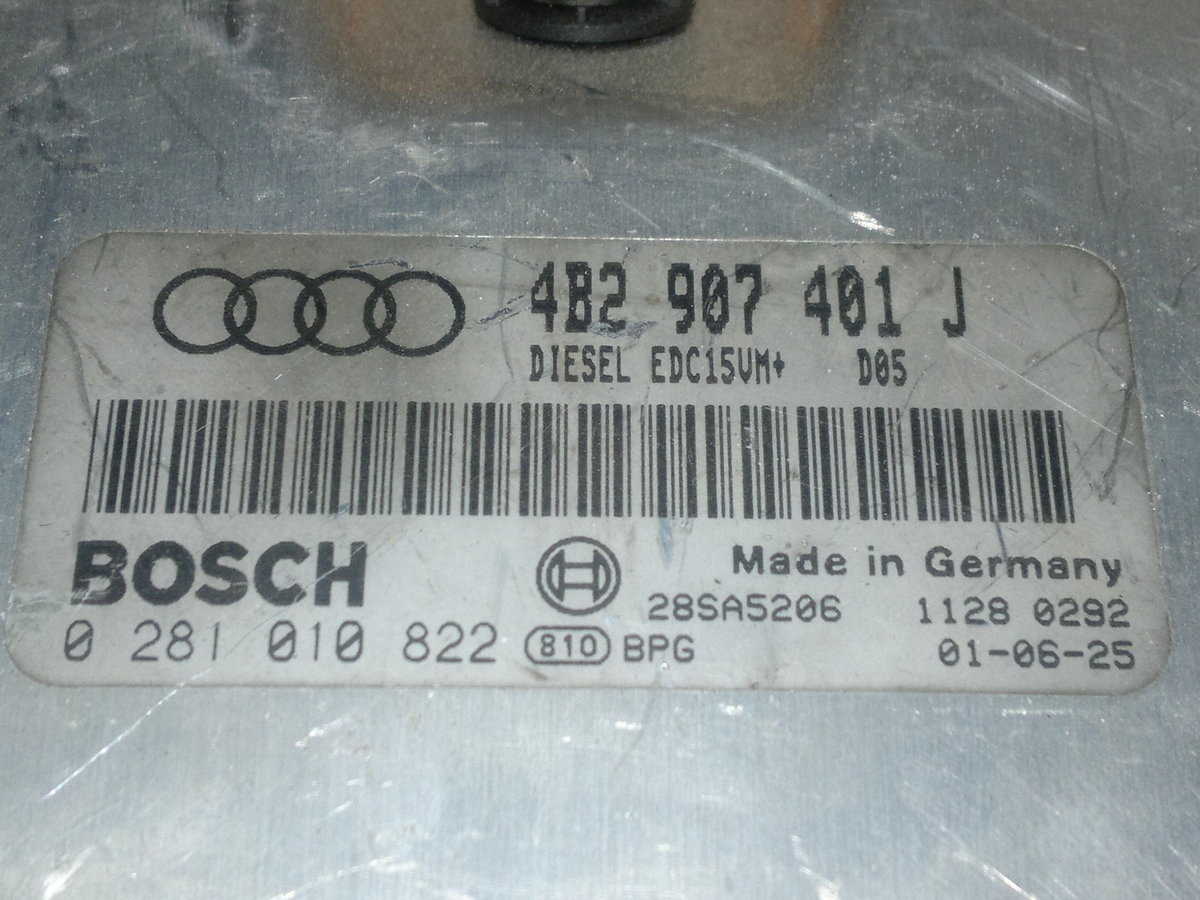 4B2 907 401 J
DIESEL EDC15VM+ D05
BOSCH
Made in Germany
28SA5206 1128 0292
0 281 010 822 810 BPG 01-06-25